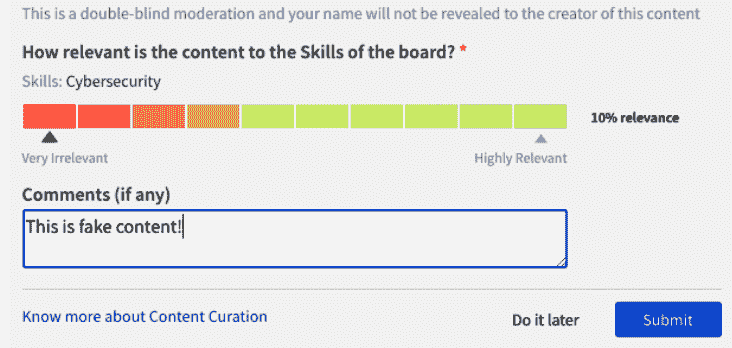 This is a double-blind moderation and your name will not be revealed to the creator of this content
How relevant is the content to the Skills of the board? *
Skills: Cybersecurity
10% relevance
Very Irrelevant
Highly Relevant
Comments (if any)
This is fake content!
Know more about Content Curation
Do it later
Submit